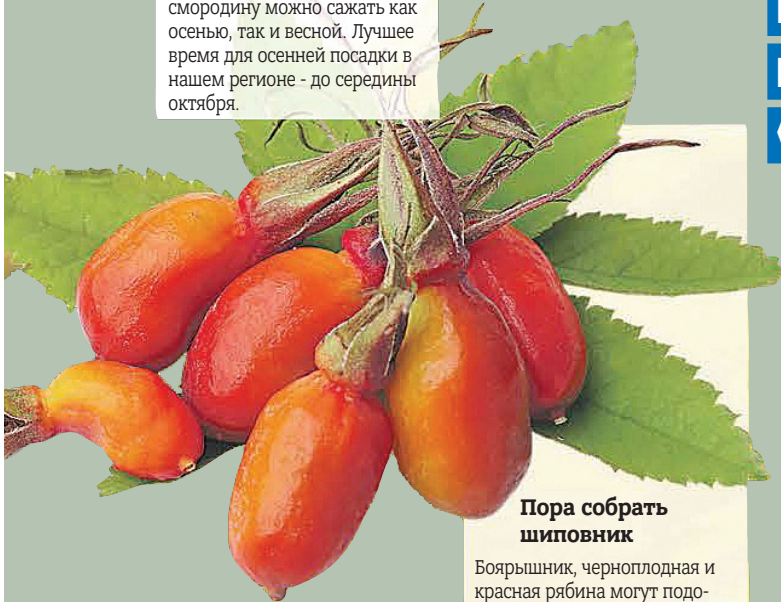 смородину можно сажать как
осенью, так и весной. Лучшее
время для осенней посадки в
нашем регионе - до середины
октября.
Пора собрать
шиповник
Боярышник, черноплодная и
красная рябина могут подо-